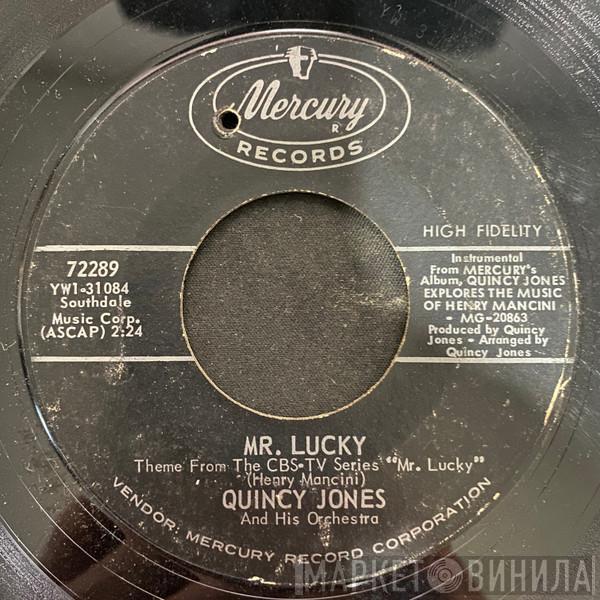 Mercury
R
RECORDS
HIGH FIDELITY
72289
YW1-31084
Southdale
Music Corp.
(ASCAP) 2:24
Instrumental
From MERCURY's
Album, QUINCY JONES
EXPLORES THE MUSIC
OF HENRY MANCINI
- MG-20863
Produced by Quincy
Jones - Arranged by
Quincy Jones
MR. LUCKY
Theme From The CBS-TV Series "Mr. Lucky"
(Henry Mancini)
QUINCY JONES
And His Orchestra
VENDOR: MERCURY RECORD CORPORATION
МАРКЕТ ВИНИЛА